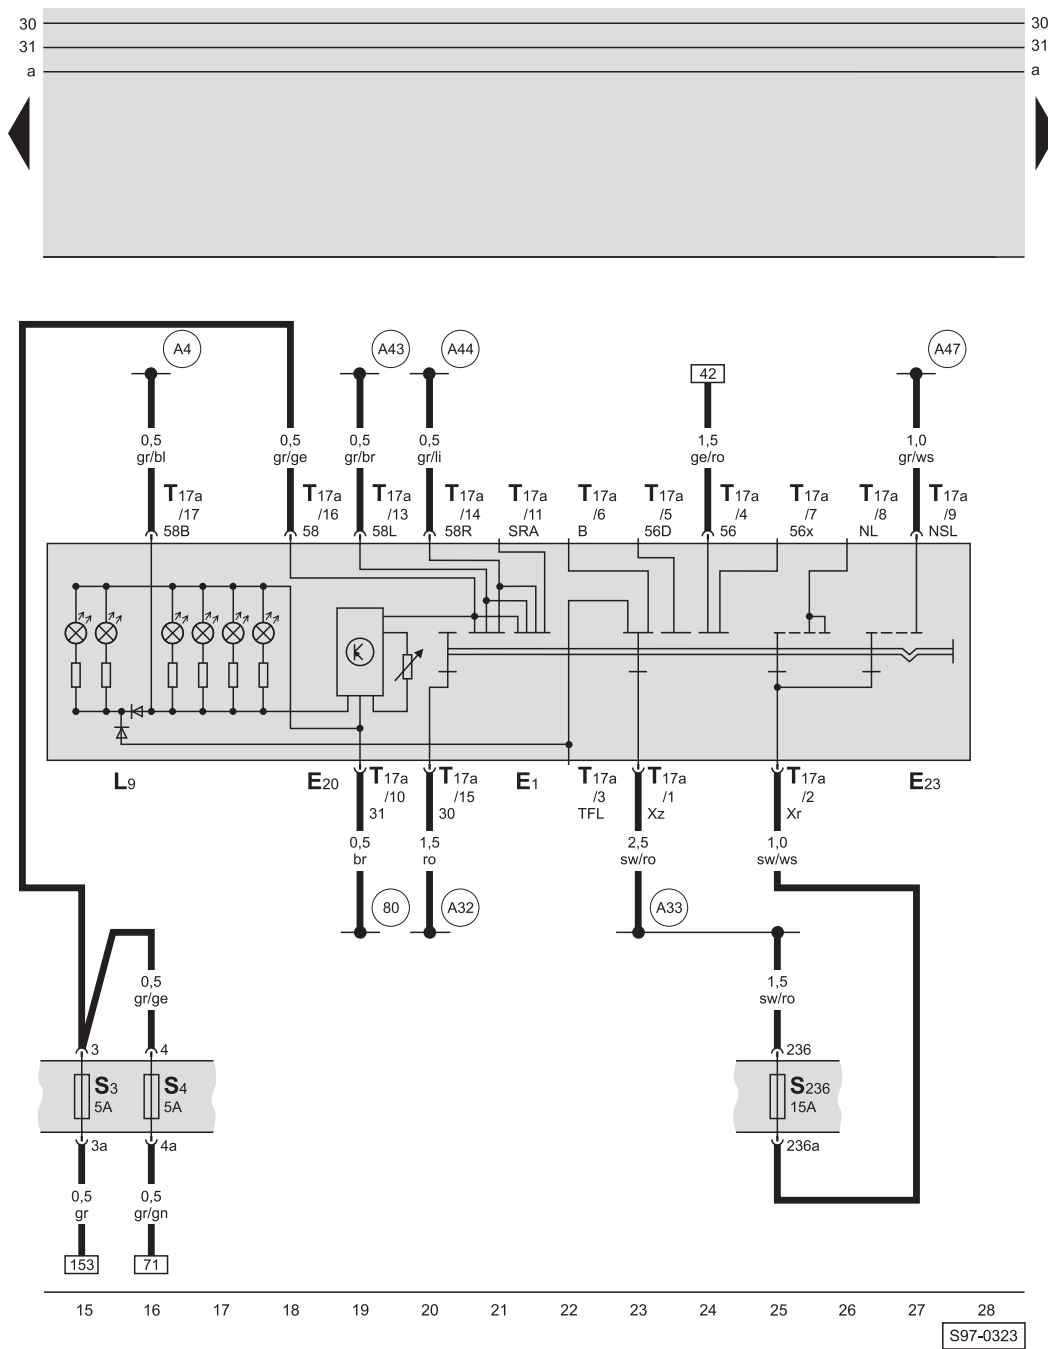 30 30
31 31
a a
A4 A43 A44 42 A47
0,5 0,5 0,5 0,5 1,5 1,0
gr/bl gr/ge gr/br gr/li ge/ro gr/ws
T17a T17a T17a T17a T17a T17a T17a T17a T17a T17a T17a
/17 /16 /13 /14 /11 /6 /5 /4 /7 /8 /9
58B 58 58L 58R SRA B 56D 56 56x NL NSL
L9 E20 T17a T17a E1 T17a T17a T17a E23
/10 /15 /3 /1 /2
31 30 TFL Xz Xr
0,5 1,5 2,5 1,0
br ro sw/ro sw/ws
80 A32 A33
0,5 1,5
gr/ge sw/ro
3 4 236
S3 S4 S236
5A 5A 15A
3a 4a 236a
0,5 0,5
gr gr/gn
153 71
15 16 17 18 19 20 21 22 23 24 25 26 27 28
S97-0323